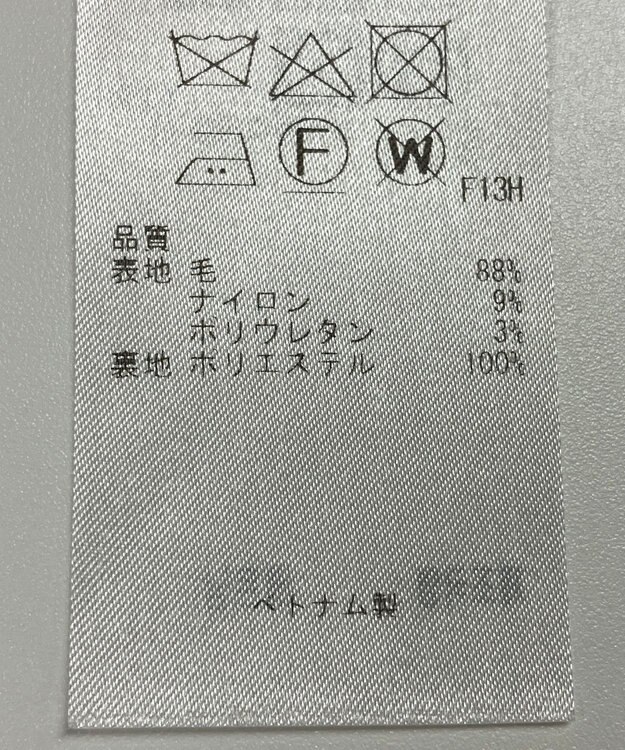 F W
F13H
品質
表地 毛 88%
ナイロン 9%
ポリウレタン 3%
裏地 ポリエステル 100%
ベトナム製